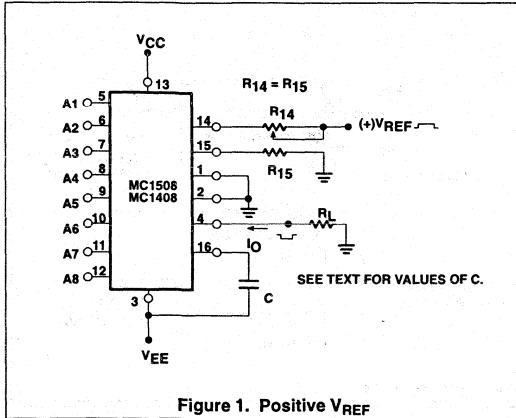 VCC
13
R14 = R15
A1 5
A2 6
A3 7
A4 8
A5 9
A6 10
A7 11
A8 12
MC1508
MC1408
14 R14 (+)VREF
15 R15
1
2
4 IO RL
16 C
SEE TEXT FOR VALUES OF C.
3
VEE
Figure 1. Positive VREF